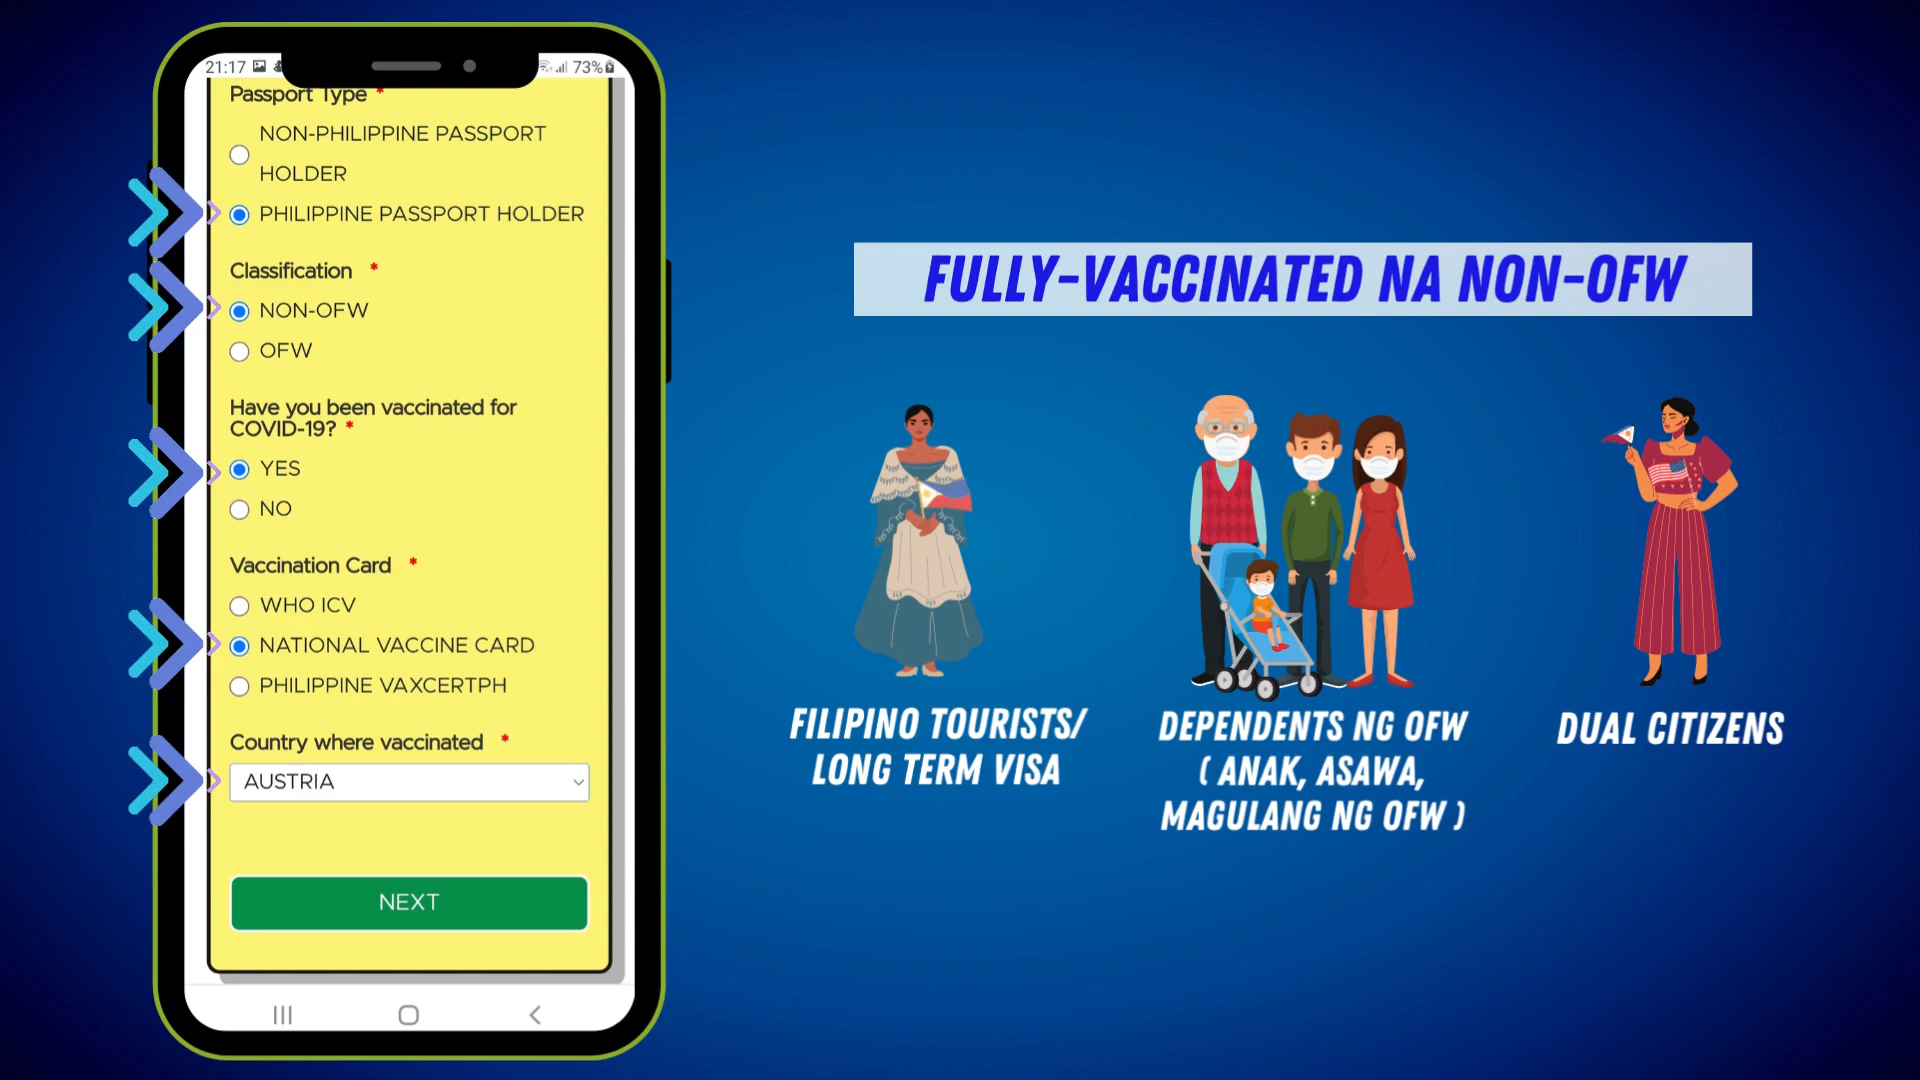 21:17
73%
Passport Type *
NON-PHILIPPINE PASSPORT
HOLDER
PHILIPPINE PASSPORT HOLDER
Classification *
NON-OFW
OFW
Have you been vaccinated for
COVID-19? *
YES
NO
Vaccination Card *
WHO ICV
NATIONAL VACCINE CARD
PHILIPPINE VAXCERTPH
Country where vaccinated *
AUSTRIA
NEXT
FULLY-VACCINATED NA NON-OFW
FILIPINO TOURISTS/
LONG TERM VISA
DEPENDENTS NG OFW
( ANAK, ASAWA,
MAGULANG NG OFW )
DUAL CITIZENS